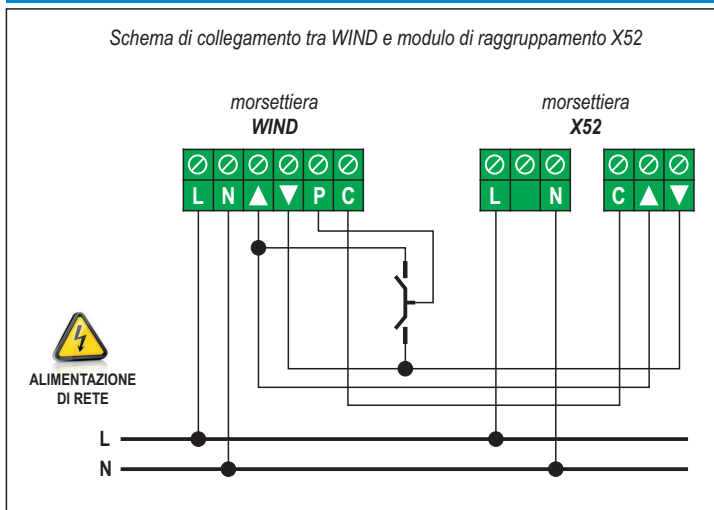 Schema di collegamento tra WIND e modulo di raggruppamento X52
morsettiera
WIND
morsettiera
X52
L N ▲ ▼ P C
L N
C ▲ ▼
ALIMENTAZIONE
DI RETE
L
N